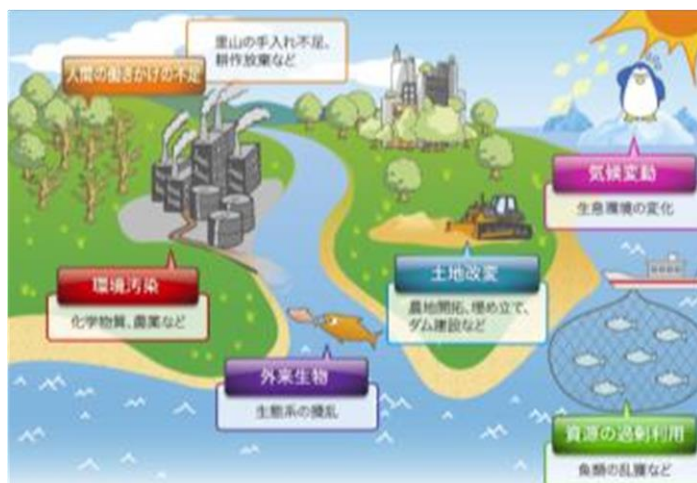 里山の手入れ不足、
耕作放棄など
人間の働きかけの不足
気候変動
生息環境の変化
環境汚染
化学物質、農薬など
土地改変
農地開拓、埋め立て、
ダム建設など
外来生物
生態系の攪乱
資源の過剰利用
魚類の乱獲など